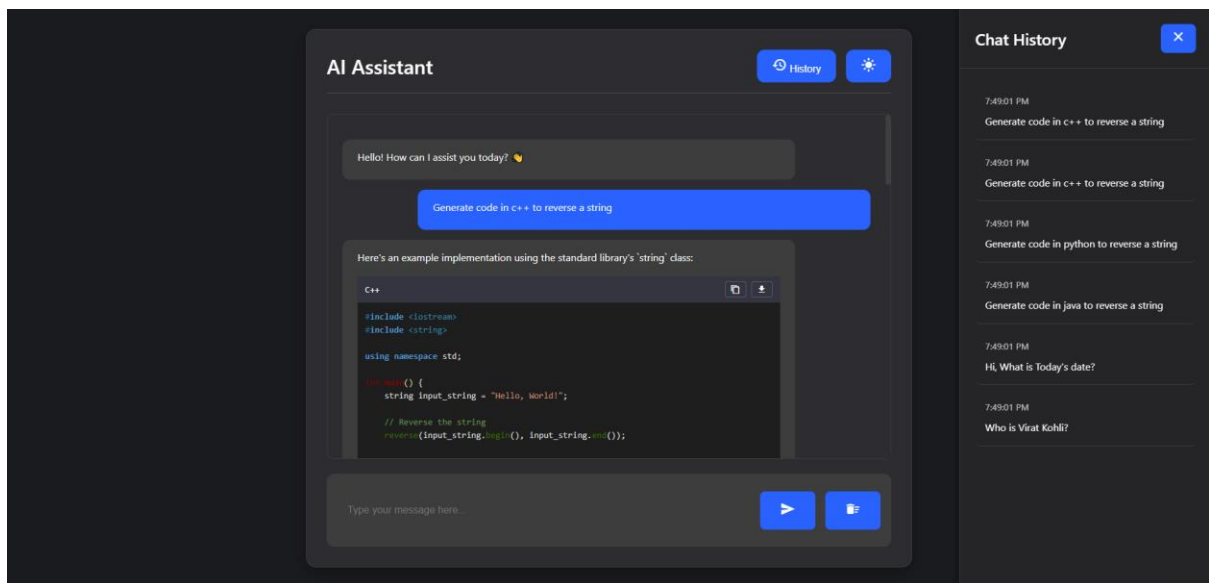 AI Assistant
History
Hello! How can I assist you today? 👋
Generate code in c++ to reverse a string
Here's an example implementation using the standard library's `string` class:
C++
#include <iostream>
#include <string>
using namespace std;
int main() {
string input_string = "Hello, World!";
// Reverse the string
reverse(input_string.begin(), input_string.end());
Type your message here...
Chat History
7:49:01 PM
Generate code in c++ to reverse a string
7:49:01 PM
Generate code in c++ to reverse a string
7:49:01 PM
Generate code in python to reverse a string
7:49:01 PM
Generate code in java to reverse a string
7:49:01 PM
Hi, What is Today's date?
7:49:01 PM
Who is Virat Kohli?